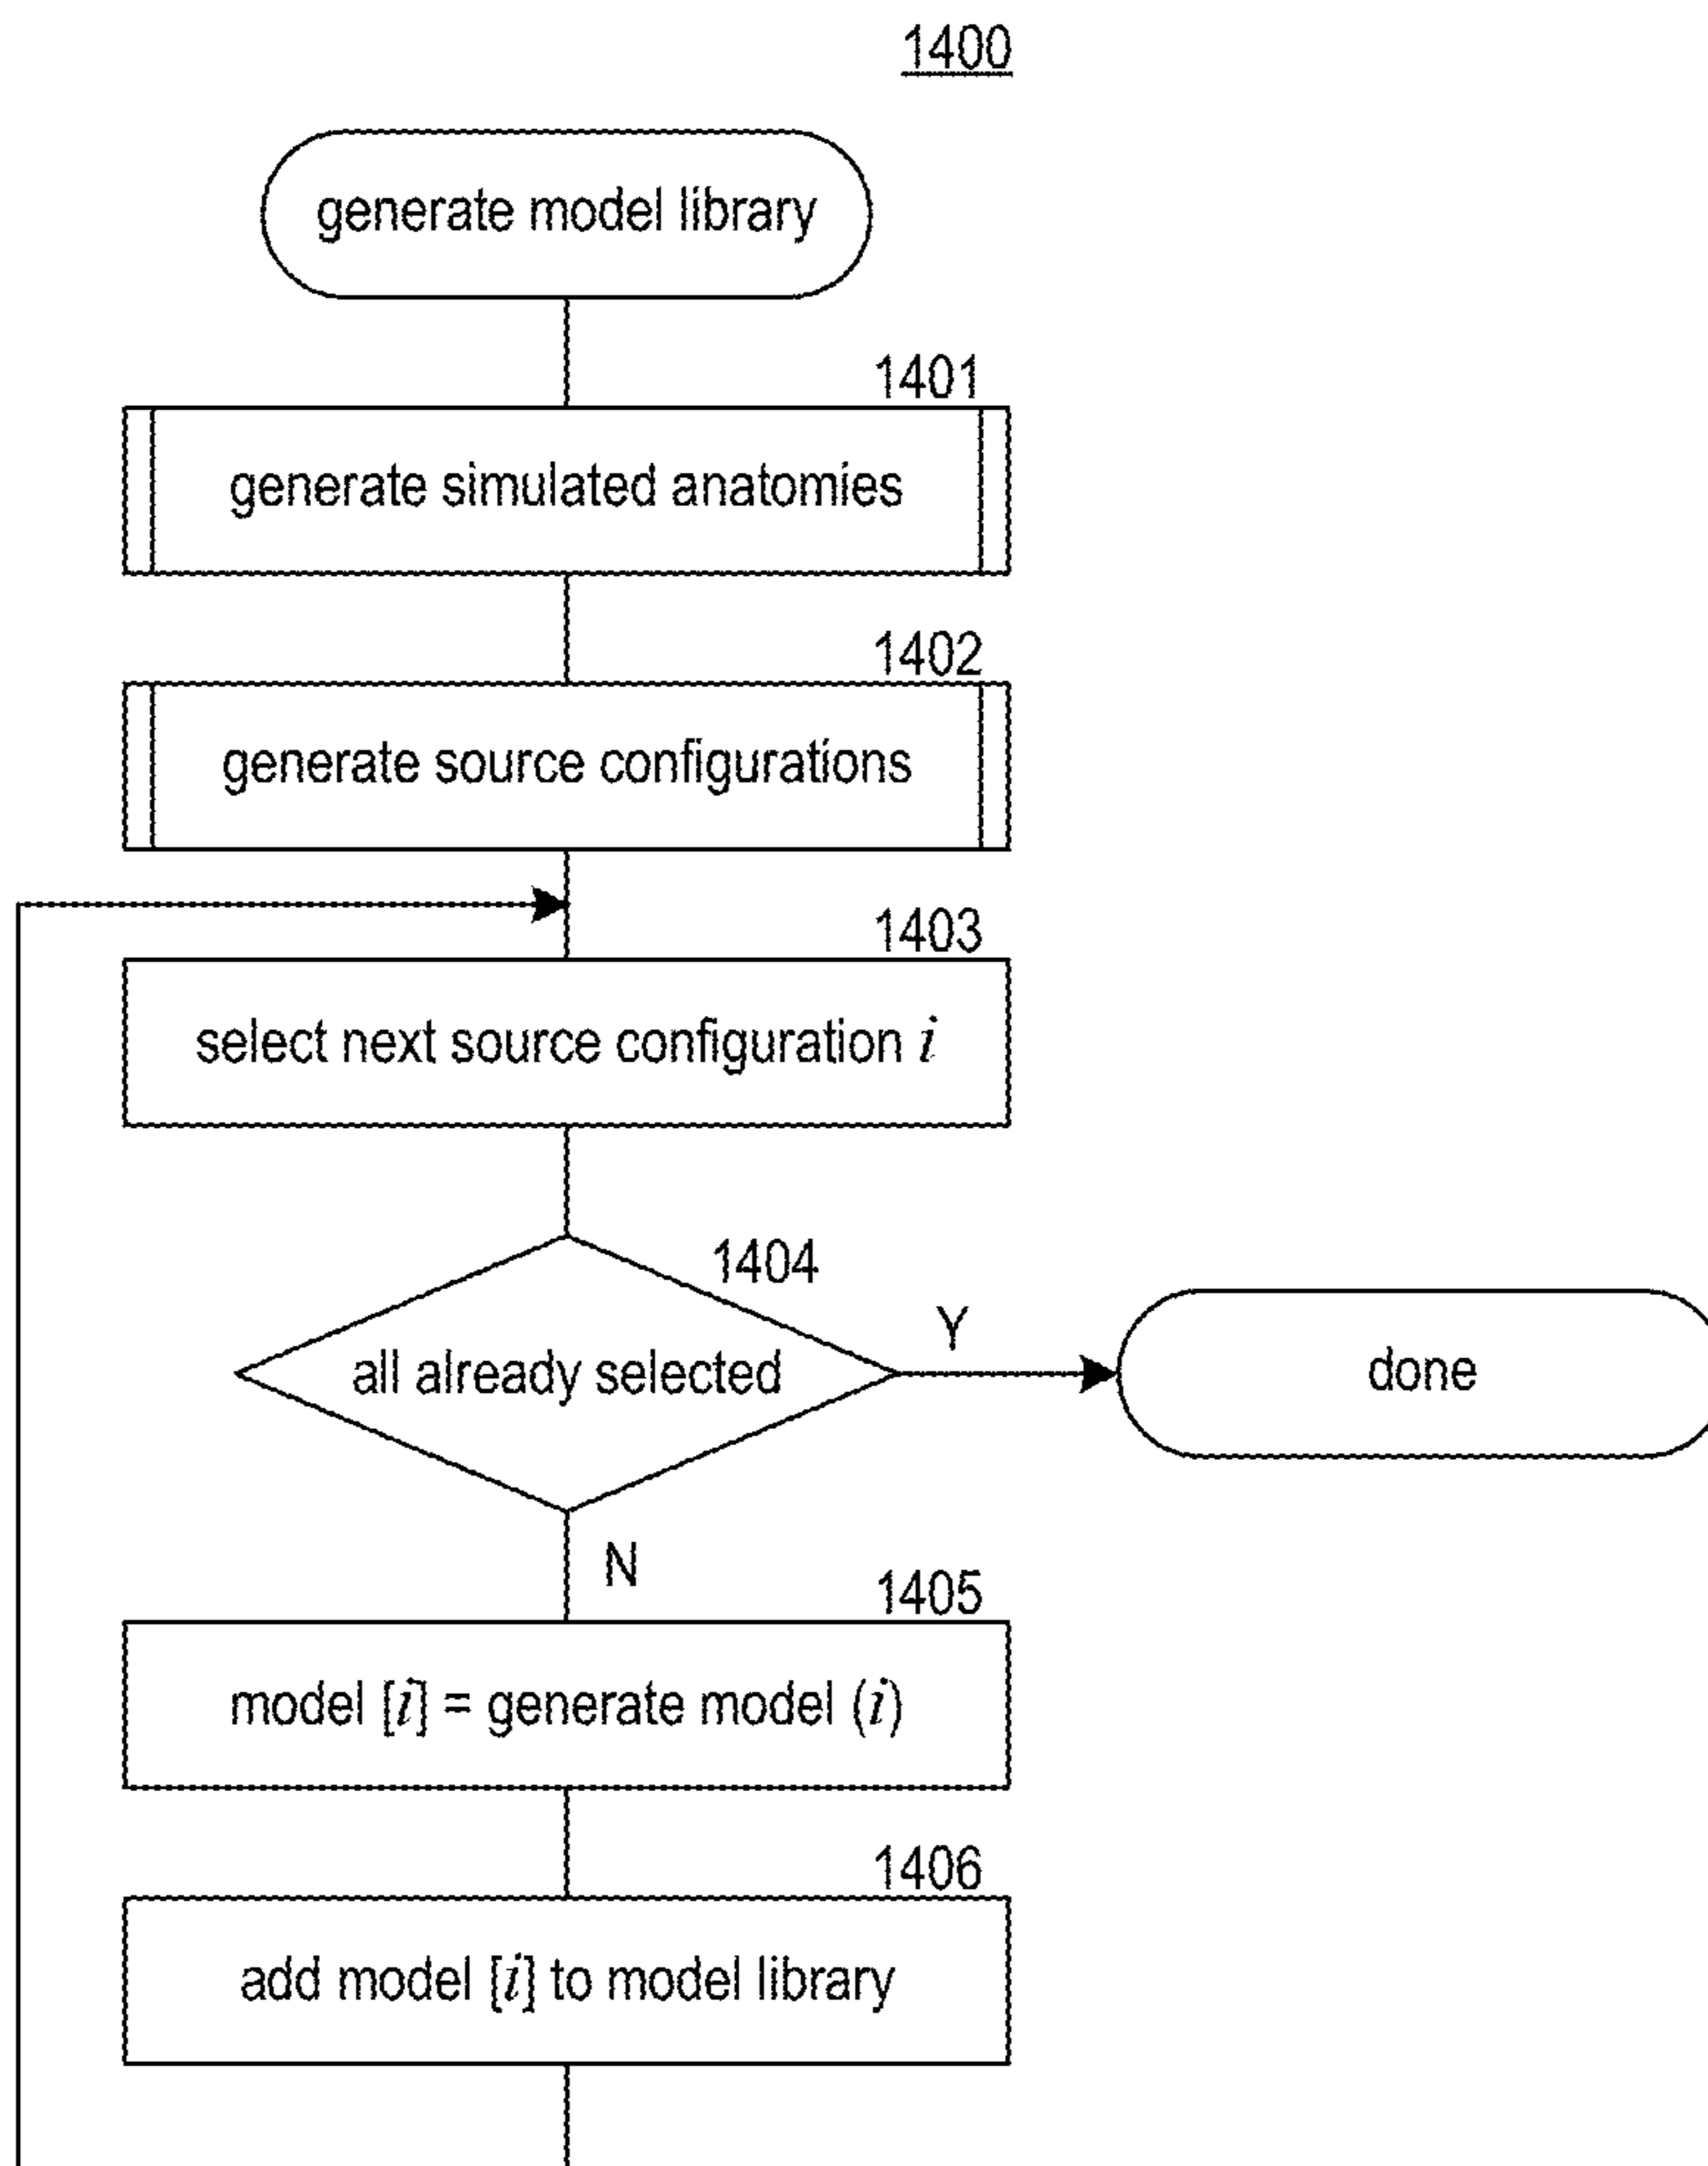 1400
generate model library
1401
generate simulated anatomies
1402
generate source configurations
1403
select next source configuration i
1404
all already selected
Y
done
N
1405
model [i] = generate model (i)
1406
add model [i] to model library